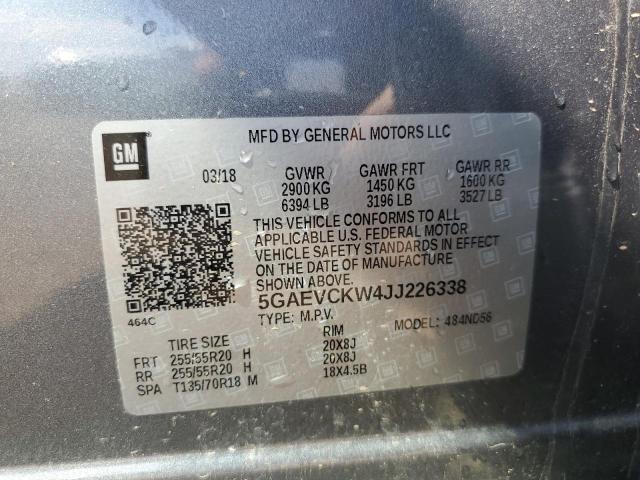 GM
MFD BY GENERAL MOTORS LLC
03/18 GVWR GAWR FRT GAWR RR
2900 KG 1450 KG 1600 KG
6394 LB 3196 LB 3527 LB
THIS VEHICLE CONFORMS TO ALL
APPLICABLE U.S. FEDERAL MOTOR
VEHICLE SAFETY STANDARDS IN EFFECT
ON THE DATE OF MANUFACTURE
SHOWN ABOVE.
5GAEVCKW4JJ226338
464C
TYPE: M.P.V. MODEL: 484ND56
TIRE SIZE RIM
FRT 255/55R20 H 20X8J
RR 255/55R20 H 20X8J
SPA T135/70R18 M 18X4.5B